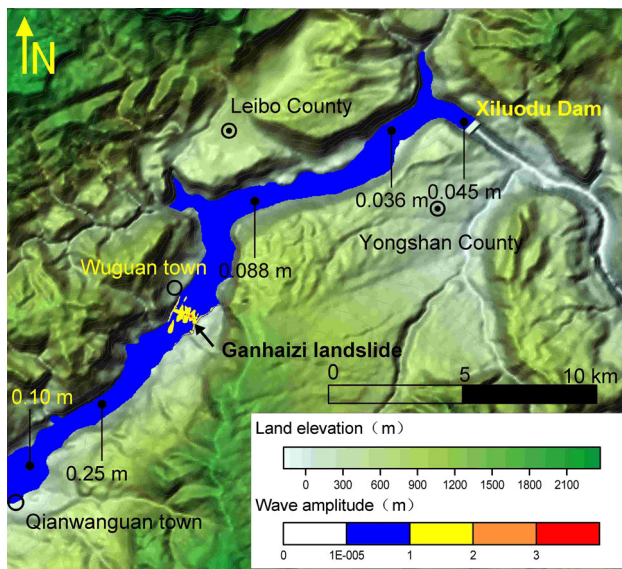 N
Leibo County
Xiluodu Dam
0.036 m
0.045 m
Yongshan County
0.088 m
Wuguan town
Ganhaizi landslide
0 5 10 km
0.10 m
0.25 m
Qianwanguan town
Land elevation（m）
0 300 600 900 1200 1500 1800 2100
Wave amplitude（m）
0 1E-005 1 2 3